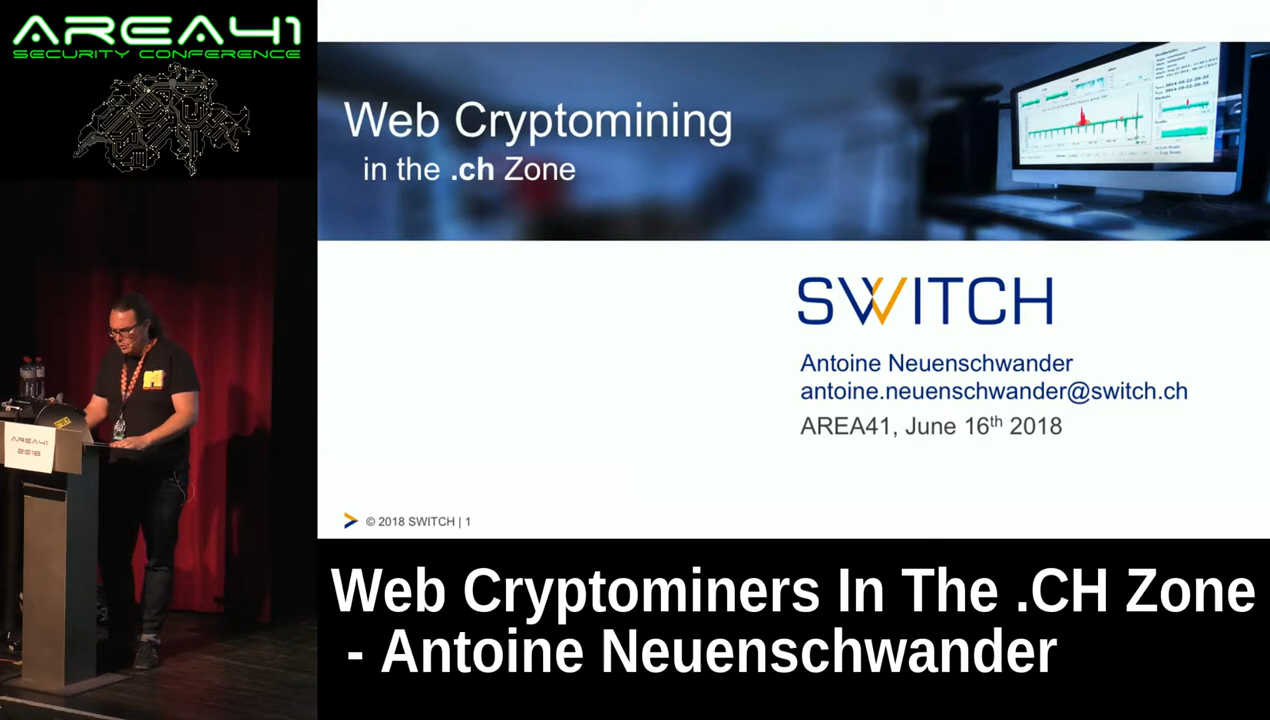 AREA41
SECURITY CONFERENCE
Web Cryptomining
in the .ch Zone
SWITCH
Antoine Neuenschwander
antoine.neuenschwander@switch.ch
AREA41, June 16th 2018
© 2018 SWITCH | 1
AREA41
2018
Web Cryptominers In The .CH Zone
- Antoine Neuenschwander